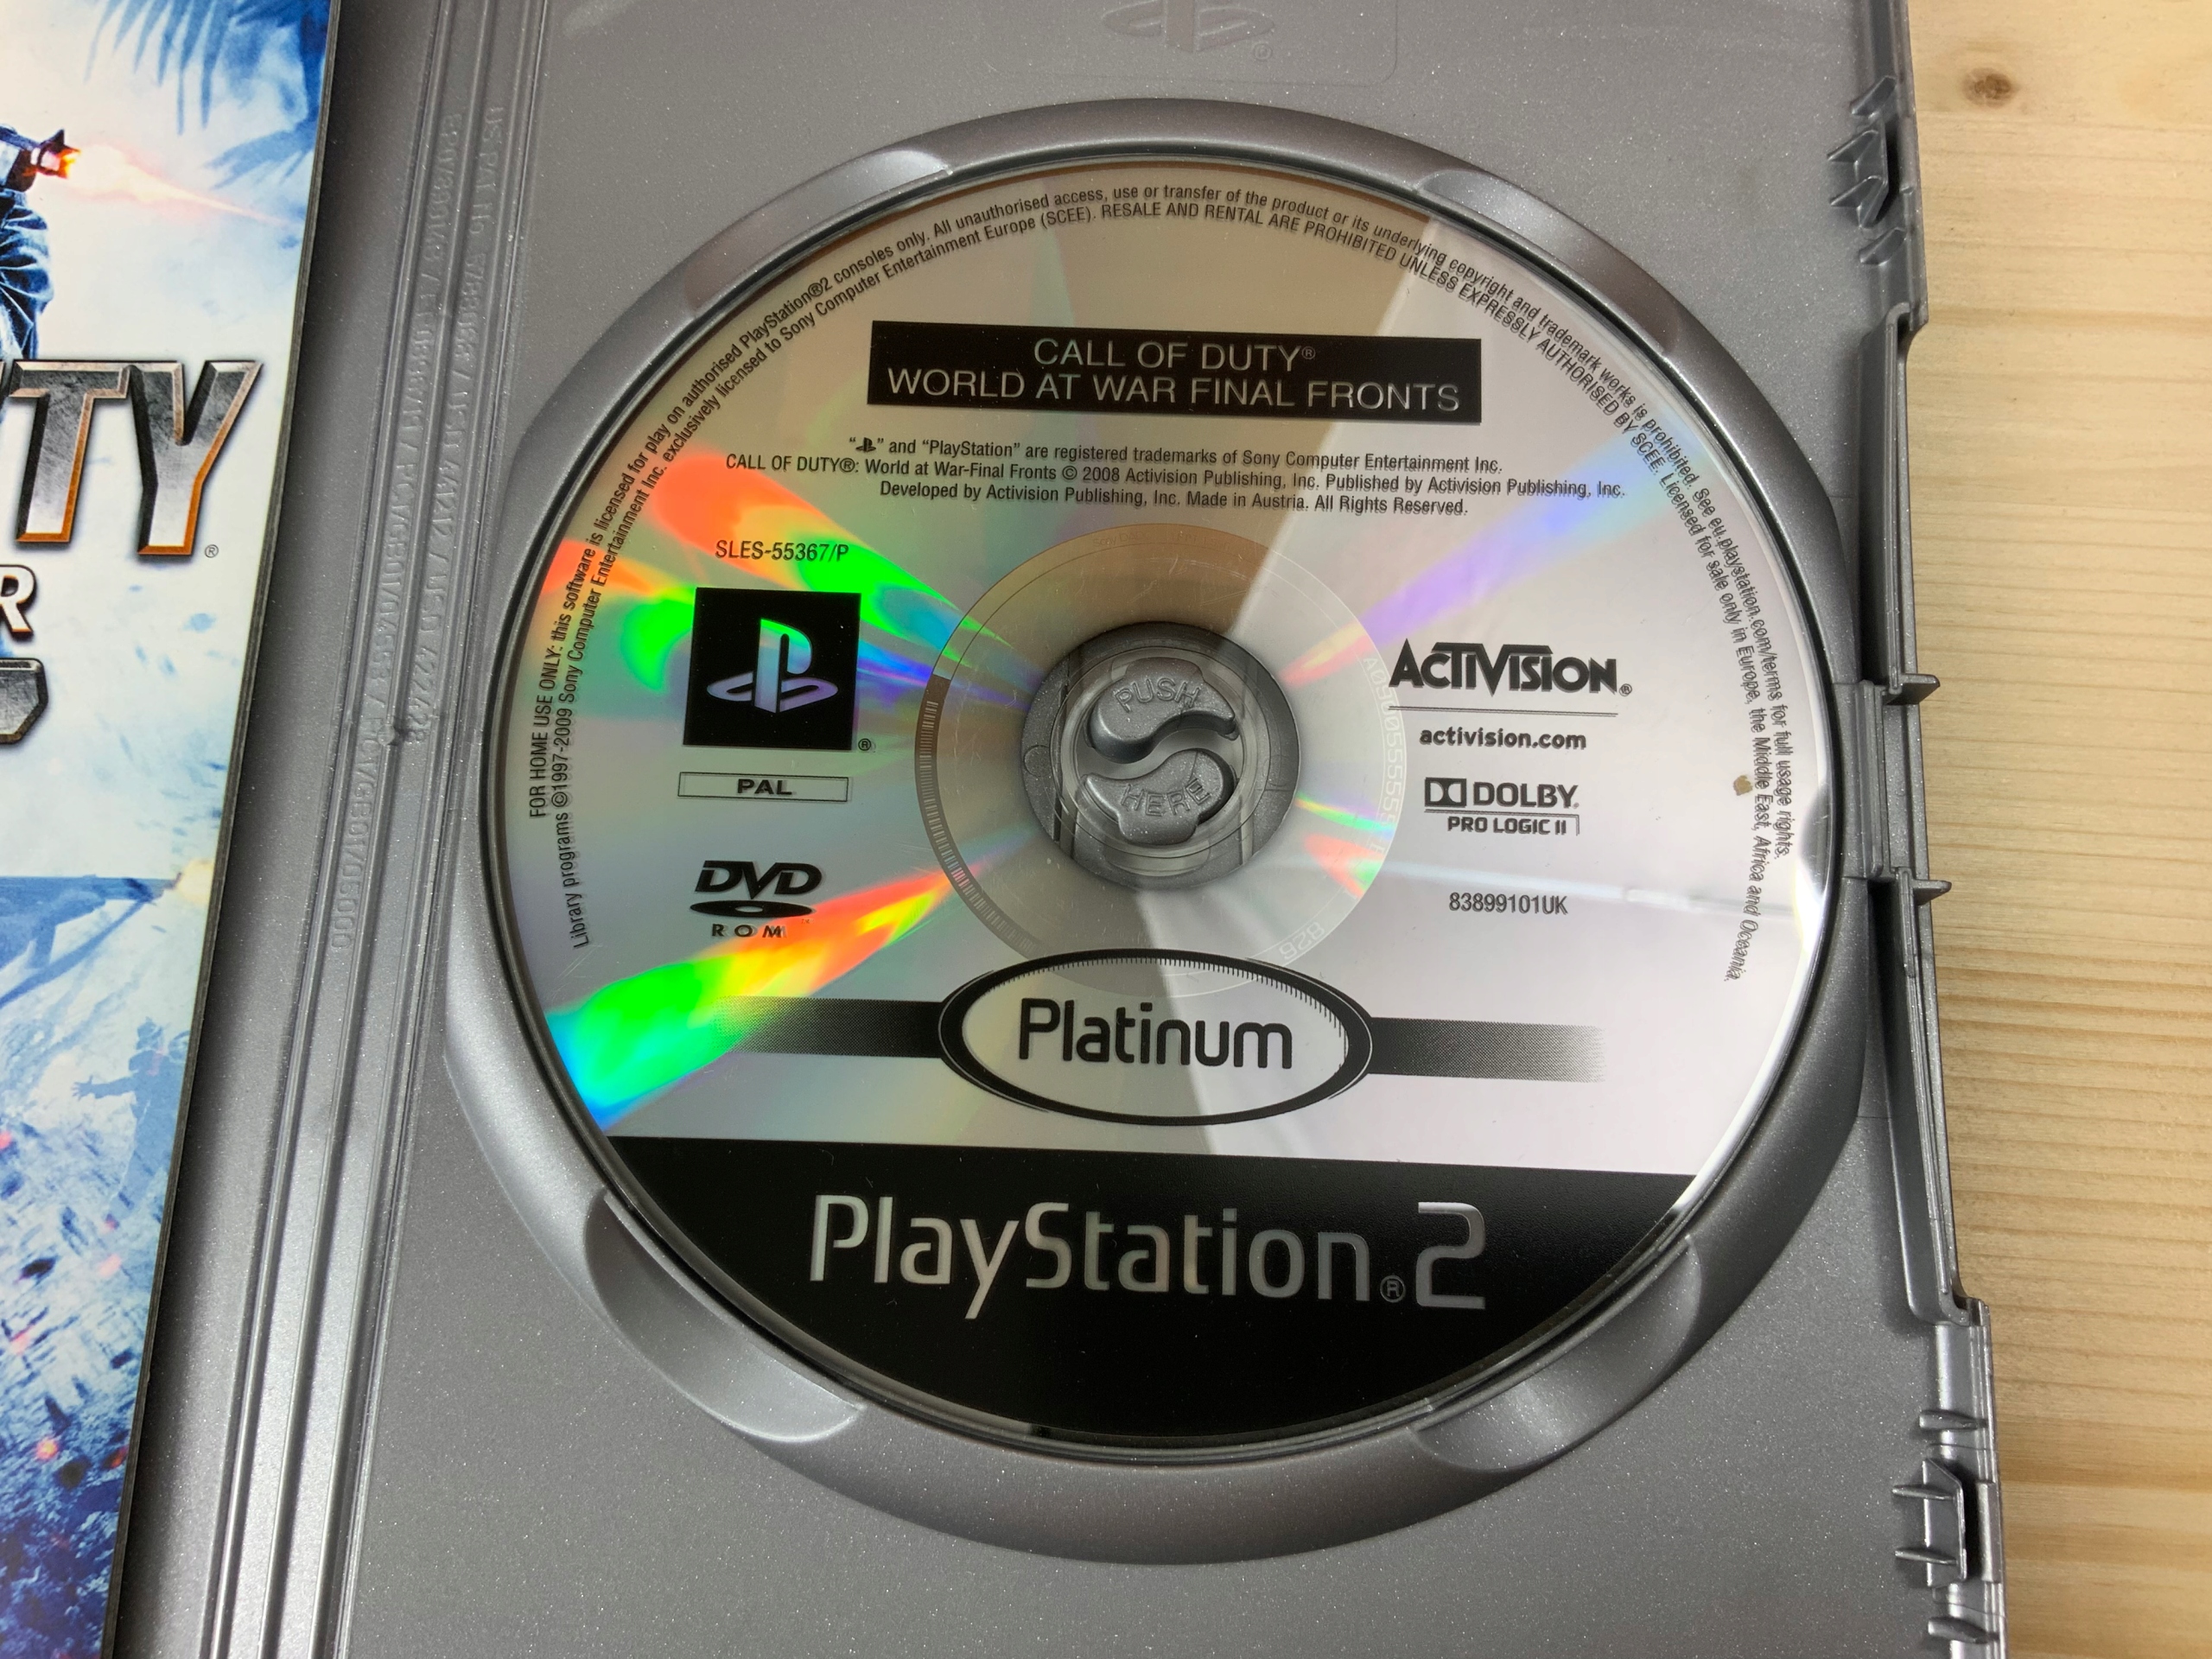 FOR HOME USE ONLY: this software is licensed for play on authorised PlayStation®2 consoles only. All unauthorised access, use or transfer of the product or its underlying copyright and trademark works is prohibited. See eu.playstation.com/terms for full usage rights.
Library programs ©1997-2009 Sony Computer Entertainment Inc. exclusively licensed to Sony Computer Entertainment Europe (SCEE). RESALE AND RENTAL ARE PROHIBITED UNLESS EXPRESSLY AUTHORISED BY SCEE. Licensed for sale only in Europe, the Middle East, Africa and Oceania.
CALL OF DUTY®
WORLD AT WAR FINAL FRONTS
“ ” and “PlayStation” are registered trademarks of Sony Computer Entertainment Inc.
CALL OF DUTY®: World at War-Final Fronts © 2008 Activision Publishing, Inc. Published by Activision Publishing, Inc.
Developed by Activision Publishing, Inc. Made in Austria. All Rights Reserved.
SLES-55367/P
®
PAL
DVD
ROM
PUSH
HERE
ACTIVISION®
activision.com
DOLBY
PRO LOGIC II
83899101UK
Platinum
PlayStation®2
TY®
R